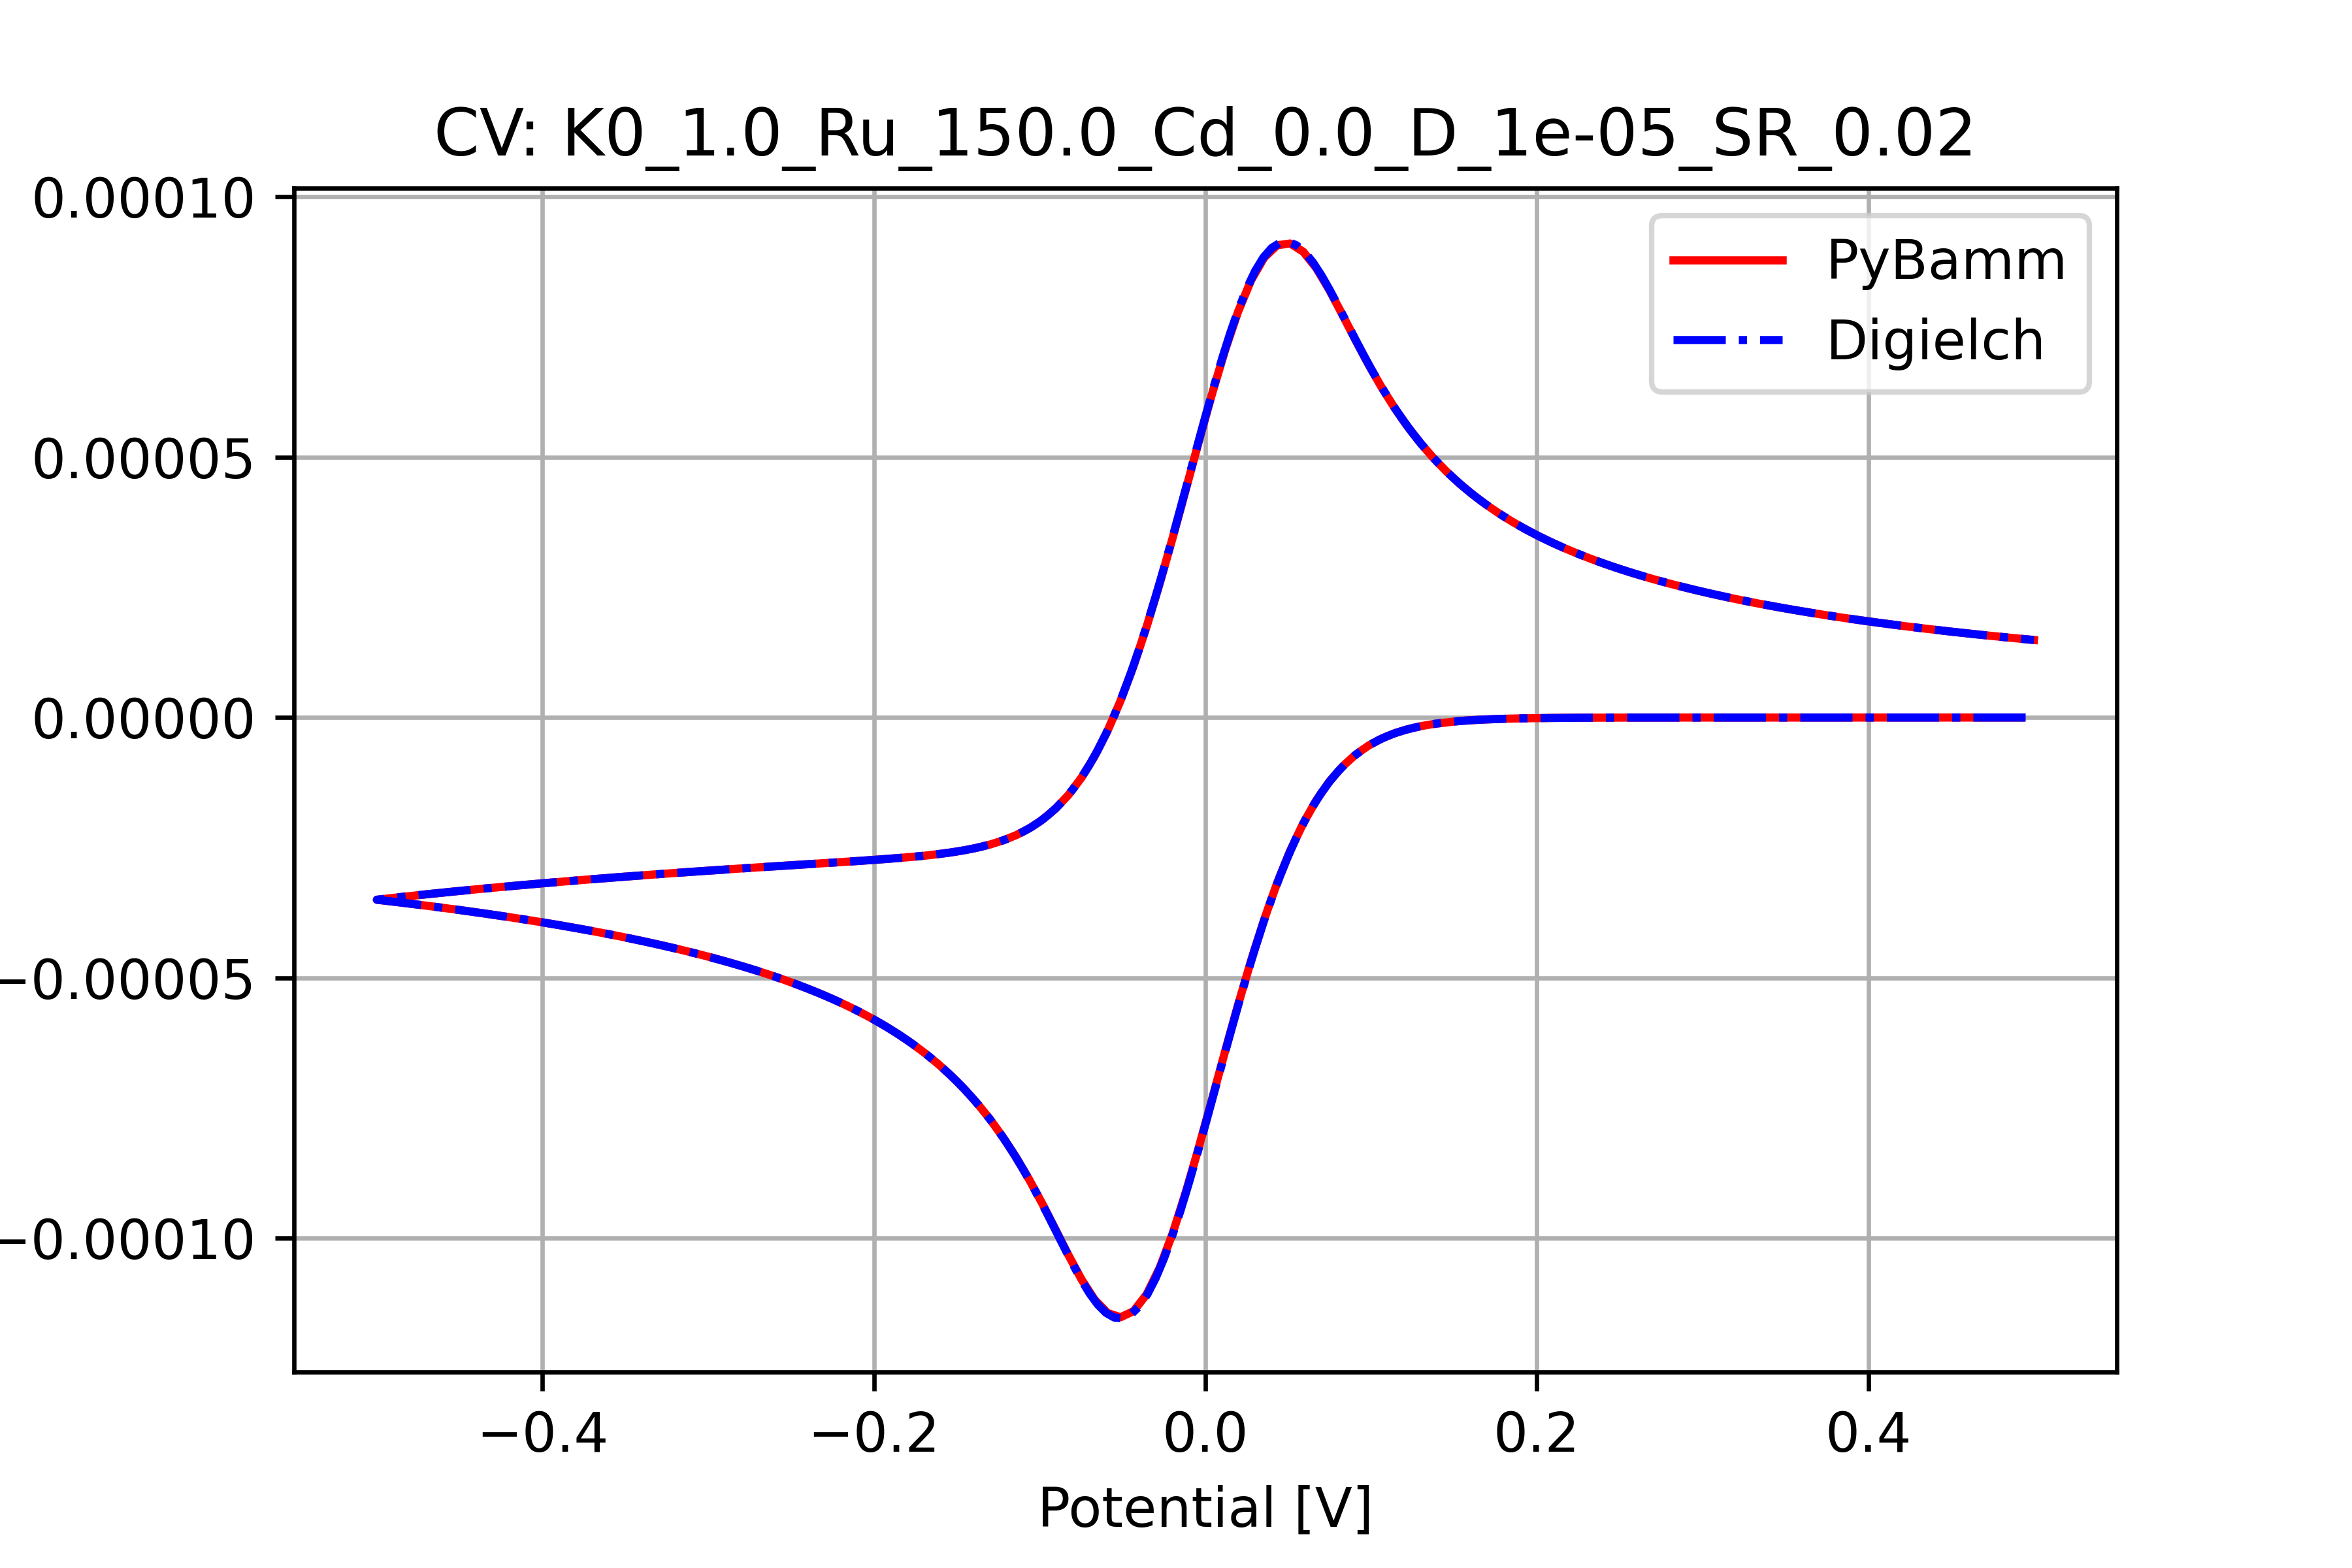 CV: K0_1.0_Ru_150.0_Cd_0.0_D_1e-05_SR_0.02
0.00010
0.00005
0.00000
−0.00005
−0.00010
PyBamm
Digielch
−0.4 −0.2 0.0 0.2 0.4
Potential [V]